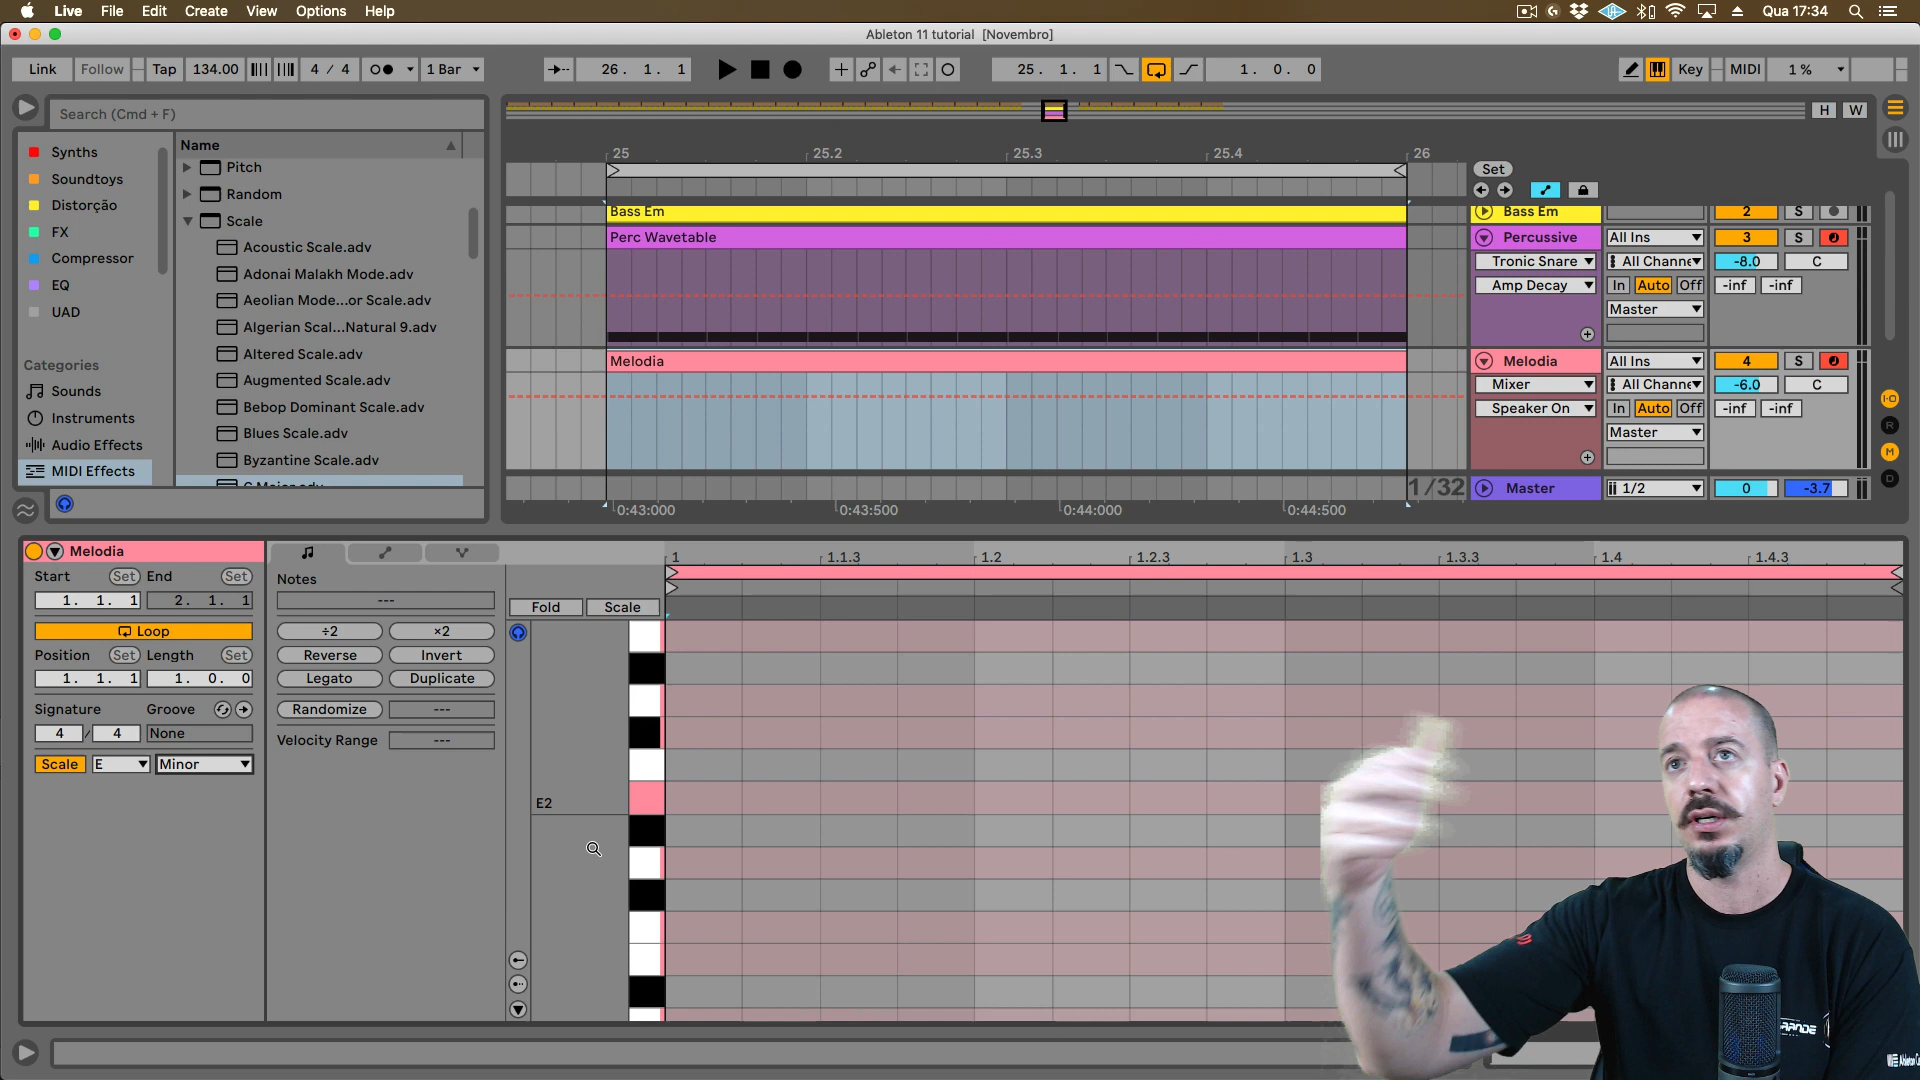 Live File Edit Create View Options Help
Qua 17:34
Ableton 11 tutorial [Novembro]
Link Follow Tap 134.00 4 / 4 1 Bar 26. 1. 1 25. 1. 1 1. 0. 0 Key MIDI 1 %
Search (Cmd + F)
H W
Synths
Soundtoys
Distorção
FX
Compressor
EQ
UAD
Categories
Sounds
Instruments
Audio Effects
MIDI Effects
Name
Pitch
Random
Scale
Acoustic Scale.adv
Adonai Malakh Mode.adv
Aeolian Mode...or Scale.adv
Algerian Scal...Natural 9.adv
Altered Scale.adv
Augmented Scale.adv
Bebop Dominant Scale.adv
Blues Scale.adv
Byzantine Scale.adv
C Major.adv
25 25.2 25.3 25.4 26
Set
Bass Em
Bass Em 2 S
Perc Wavetable
Percussive All Ins 3 S
Tronic Snare All Channe -8.0 C
Amp Decay In Auto Off -inf -inf
Master
Melodia
Melodia All Ins 4 S
Mixer All Channe -6.0 C
Speaker On In Auto Off -inf -inf
Master
I·O
R
M
D
1/32
Master 1/2 0 -3.7
0:43:000 0:43:500 0:44:000 0:44:500
Melodia
Start Set End Set
1. 1. 1 2. 1. 1
Loop
Position Set Length Set
1. 1. 1 1. 0. 0
Signature Groove
4 / 4 None
Scale E Minor
Notes
---
÷2 ×2
Reverse Invert
Legato Duplicate
Randomize ---
Velocity Range ---
Fold Scale
1 1.1.3 1.2 1.2.3 1.3 1.3.3 1.4 1.4.3
E2